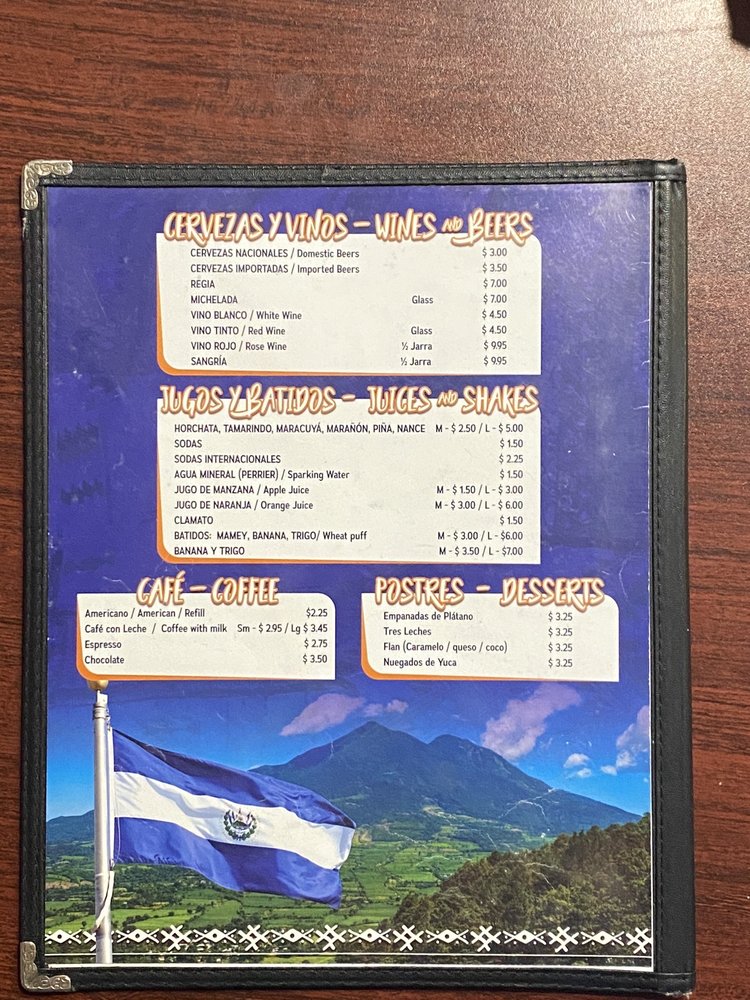 CERVEZAS Y VINOS - WINES AND BEERS
CERVEZAS NACIONALES / Domestic Beers $ 3.00
CERVEZAS IMPORTADAS / Imported Beers $ 3.50
REGIA $ 7.00
MICHELADA Glass $ 7.00
VINO BLANCO / White Wine $ 4.50
VINO TINTO / Red Wine Glass $ 4.50
VINO ROJO / Rose Wine ½ Jarra $ 9.95
SANGRÍA ½ Jarra $ 9.95
JUGOS Y BATIDOS - JUICES AND SHAKES
HORCHATA, TAMARINDO, MARACUYÁ, MARAÑÓN, PIÑA, NANCE M - $ 2.50 / L - $ 5.00
SODAS $ 1.50
SODAS INTERNACIONALES $ 2.25
AGUA MINERAL (PERRIER) / Sparking Water $ 1.50
JUGO DE MANZANA / Apple Juice M - $ 1.50 / L - $ 3.00
JUGO DE NARANJA / Orange Juice M - $ 3.00 / L - $ 6.00
CLAMATO $ 1.50
BATIDOS: MAMEY, BANANA, TRIGO/ Wheat puff M - $ 3.00 / L - $6.00
BANANA Y TRIGO M - $ 3.50 / L - $7.00
CAFÉ - COFFEE
Americano / American / Refill $2.25
Café con Leche / Coffee with milk Sm - $ 2.95 / Lg $ 3.45
Espresso $ 2.75
Chocolate $ 3.50
POSTRES - DESSERTS
Empanadas de Plátano $ 3.25
Tres Leches $ 3.25
Flan (Caramelo / queso / coco) $ 3.25
Nuegados de Yuca $ 3.25